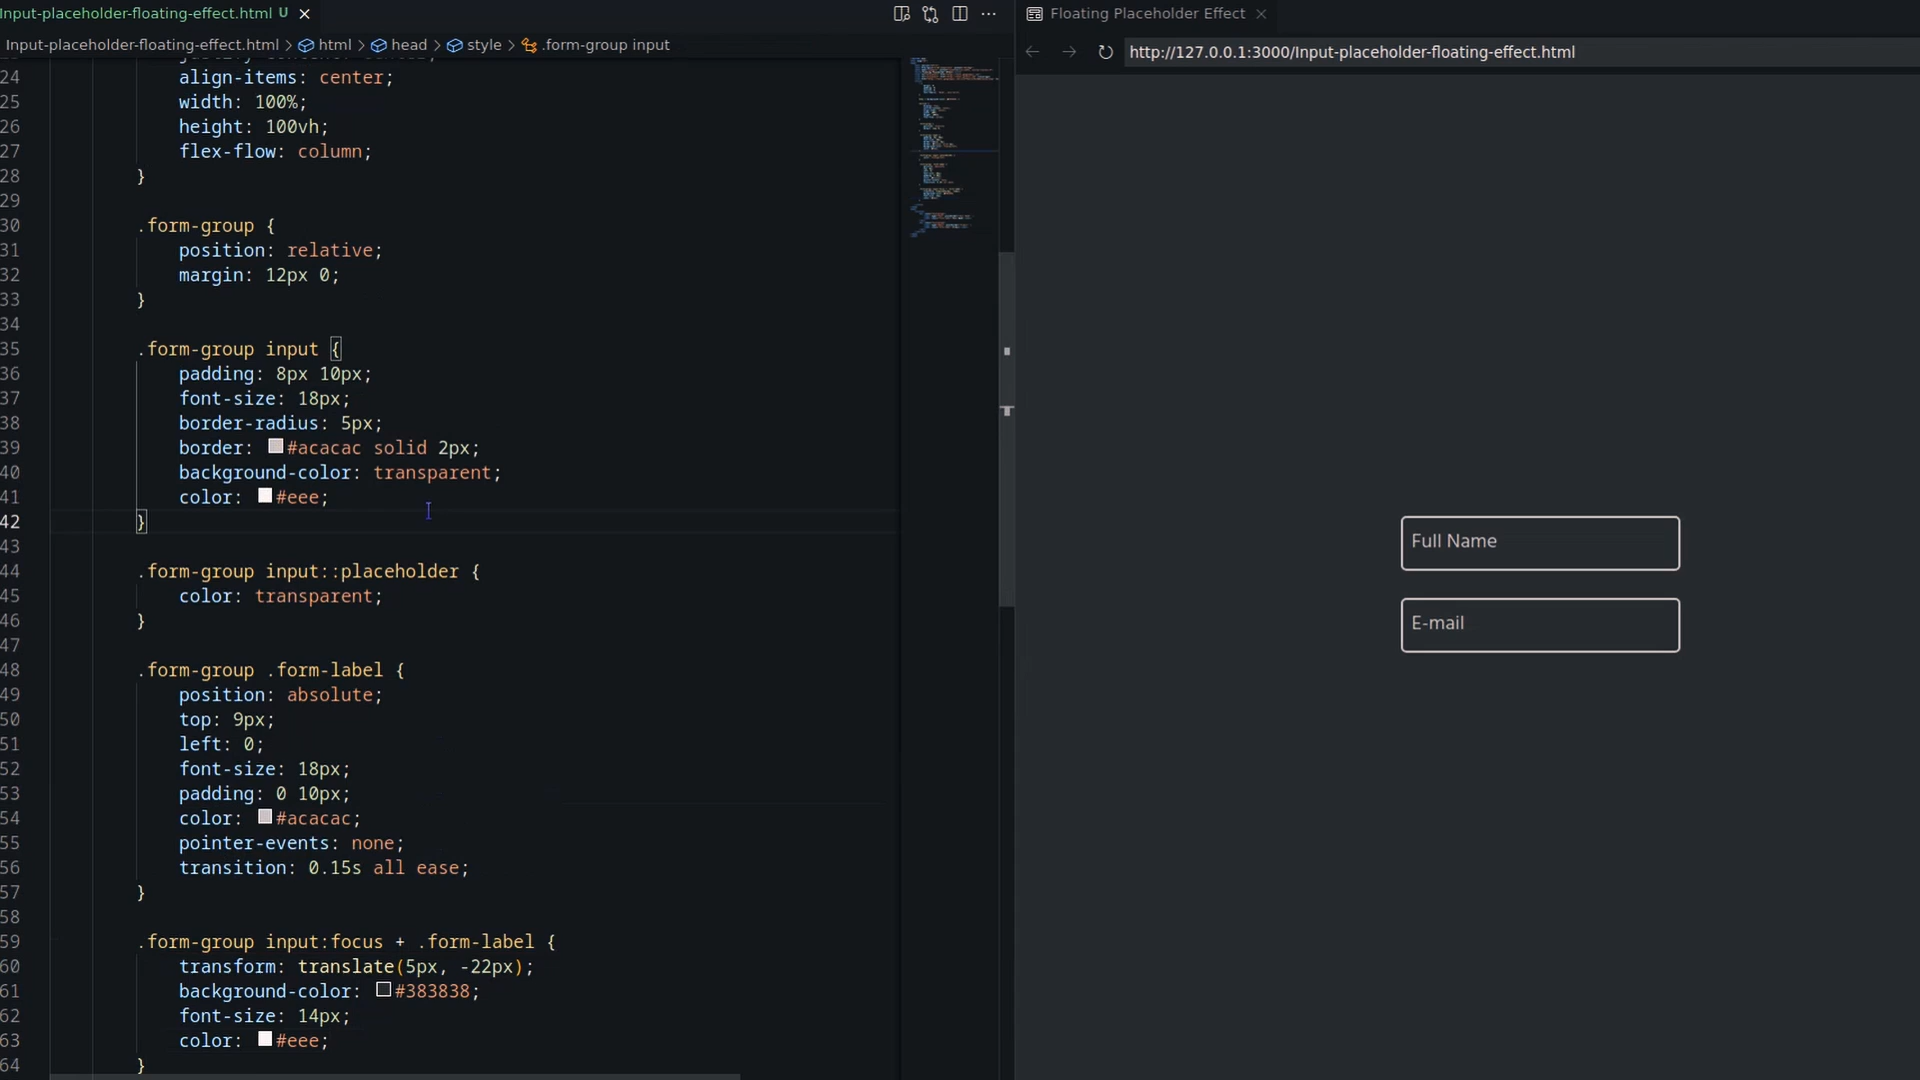 Input-placeholder-floating-effect.html U
Input-placeholder-floating-effect.html > html > head > style > .form-group input
24 align-items: center;
25 width: 100%;
26 height: 100vh;
27 flex-flow: column;
28 }
29
30 .form-group {
31 position: relative;
32 margin: 12px 0;
33 }
34
35 .form-group input {
36 padding: 8px 10px;
37 font-size: 18px;
38 border-radius: 5px;
39 border: #acacac solid 2px;
40 background-color: transparent;
41 color: #eee;
42 }
43
44 .form-group input::placeholder {
45 color: transparent;
46 }
47
48 .form-group .form-label {
49 position: absolute;
50 top: 9px;
51 left: 0;
52 font-size: 18px;
53 padding: 0 10px;
54 color: #acacac;
55 pointer-events: none;
56 transition: 0.15s all ease;
57 }
58
59 .form-group input:focus + .form-label {
60 transform: translate(5px, -22px);
61 background-color: #383838;
62 font-size: 14px;
63 color: #eee;
64 }
Floating Placeholder Effect
http://127.0.0.1:3000/Input-placeholder-floating-effect.html
Full Name
E-mail